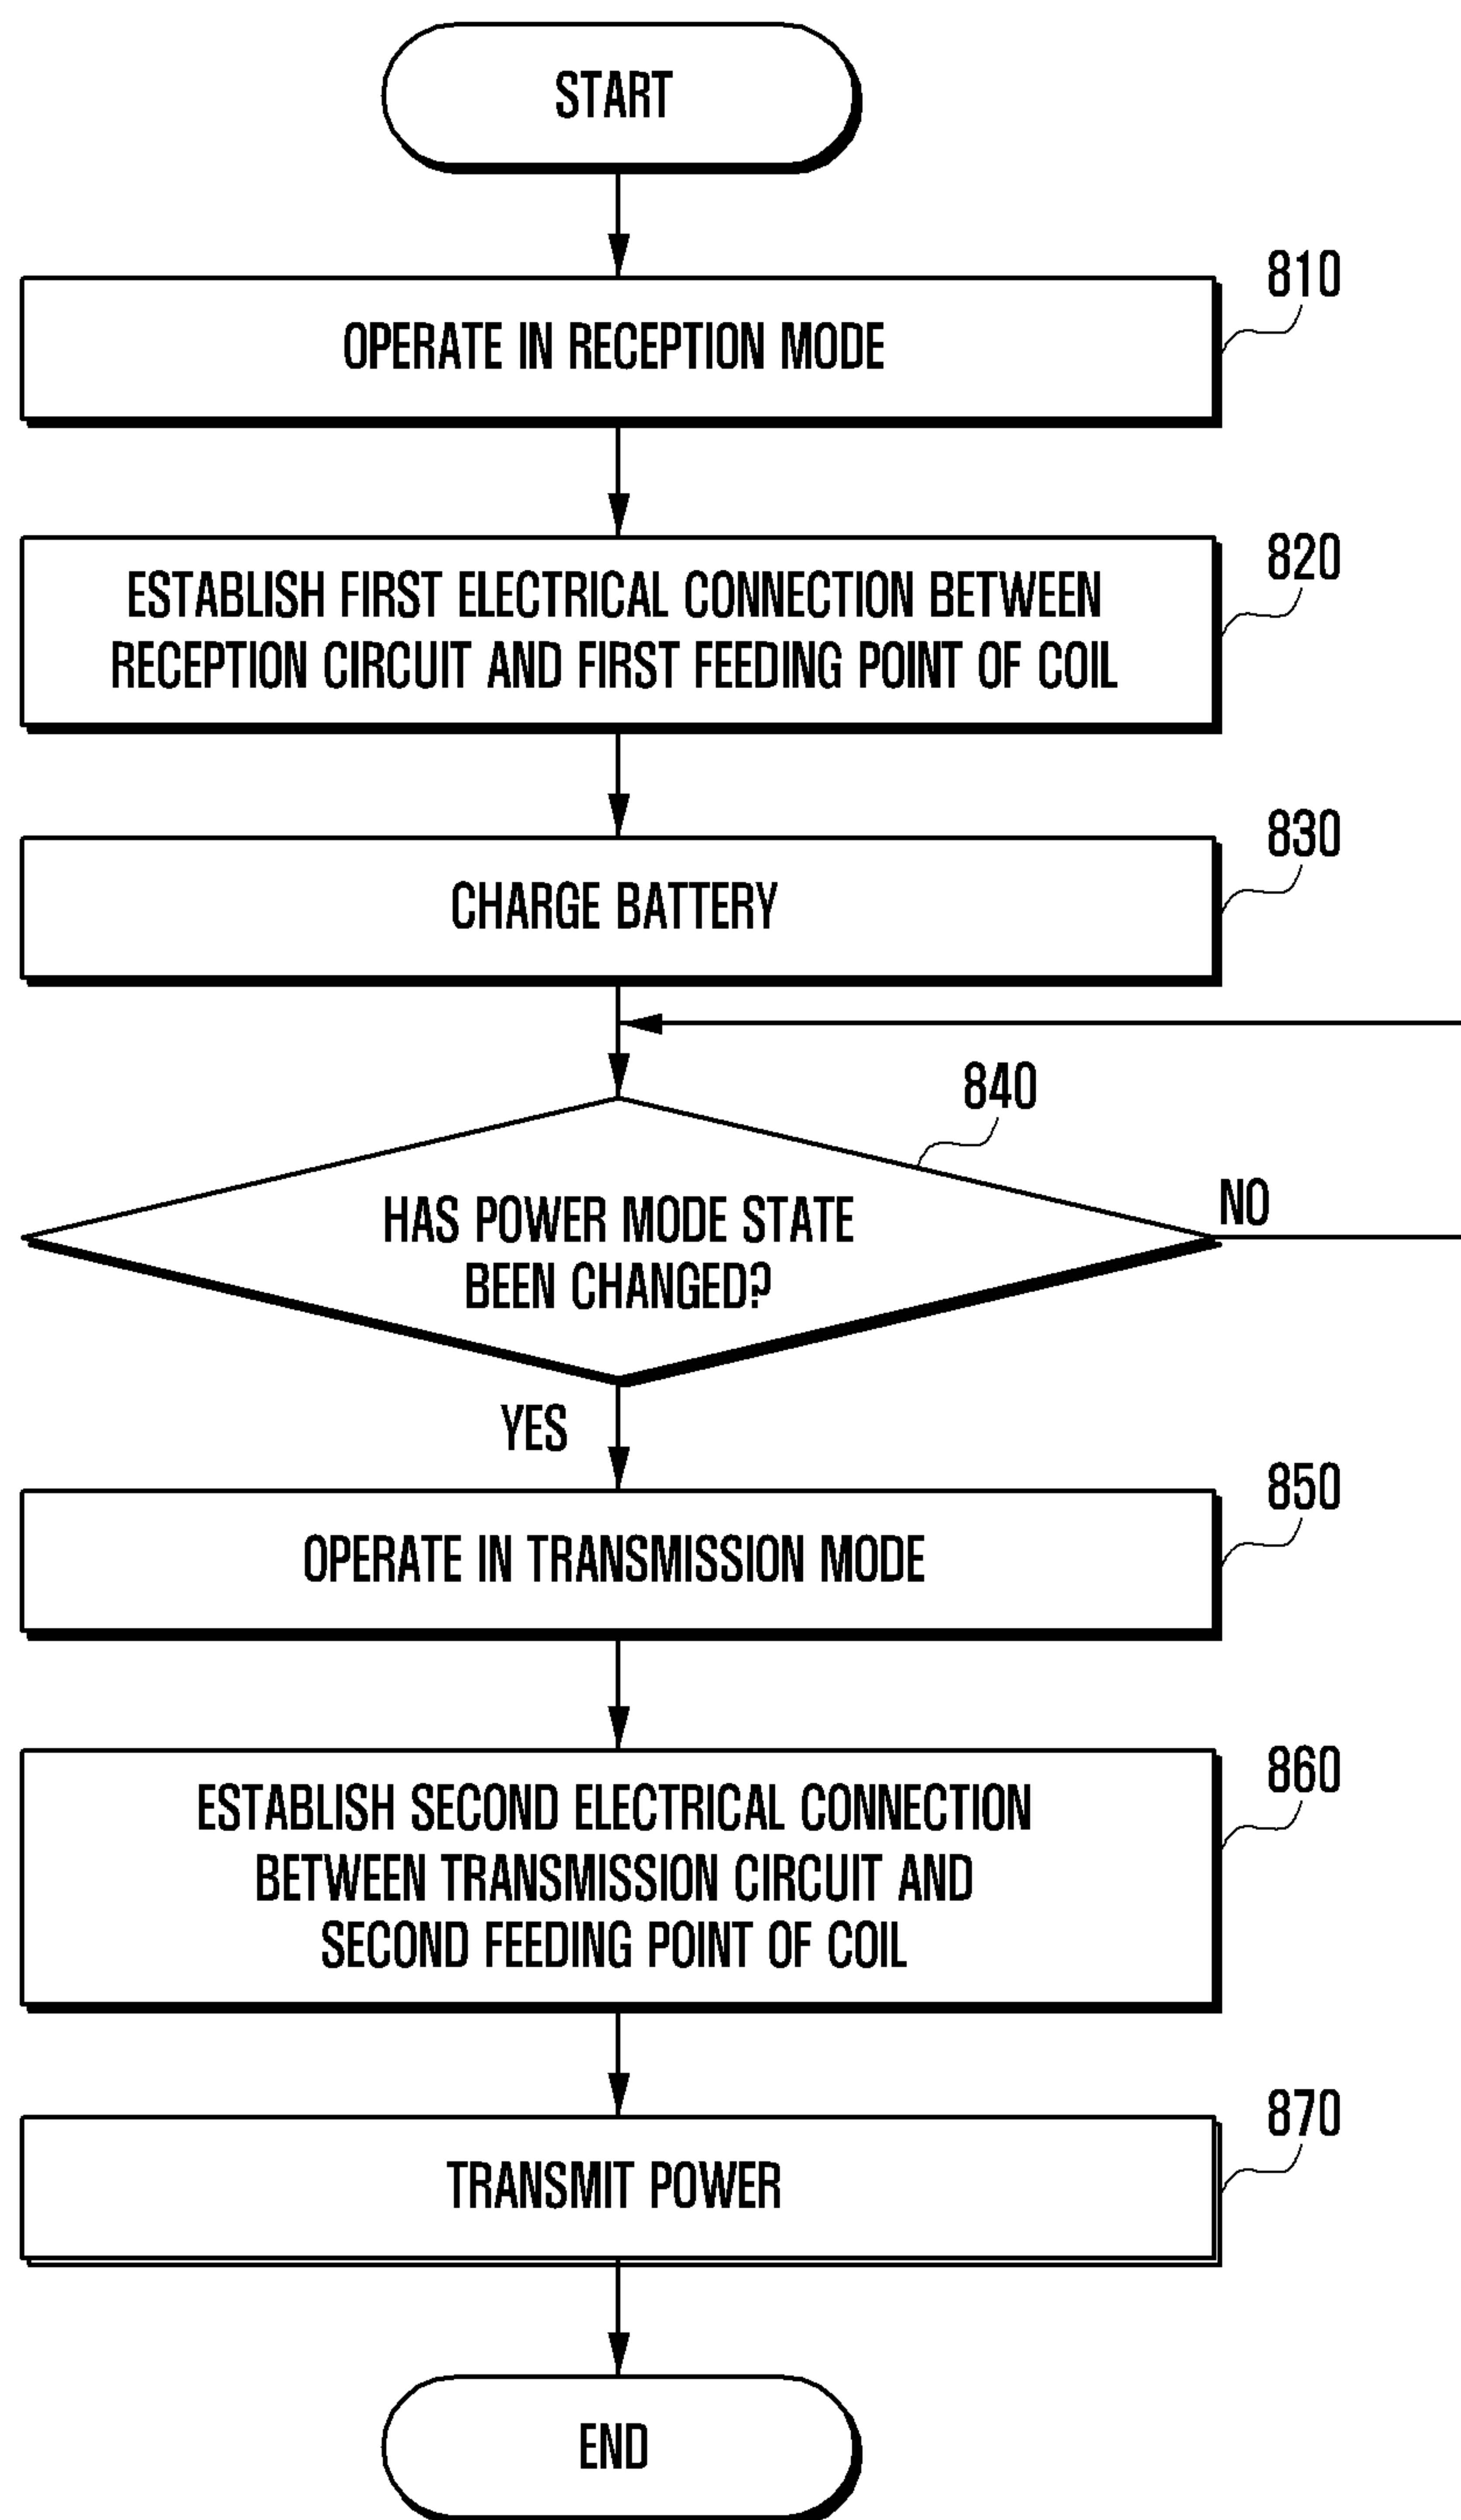 START
810
OPERATE IN RECEPTION MODE
820
ESTABLISH FIRST ELECTRICAL CONNECTION BETWEEN
RECEPTION CIRCUIT AND FIRST FEEDING POINT OF COIL
830
CHARGE BATTERY
840
HAS POWER MODE STATE
BEEN CHANGED?
NO
YES
850
OPERATE IN TRANSMISSION MODE
860
ESTABLISH SECOND ELECTRICAL CONNECTION
BETWEEN TRANSMISSION CIRCUIT AND
SECOND FEEDING POINT OF COIL
870
TRANSMIT POWER
END